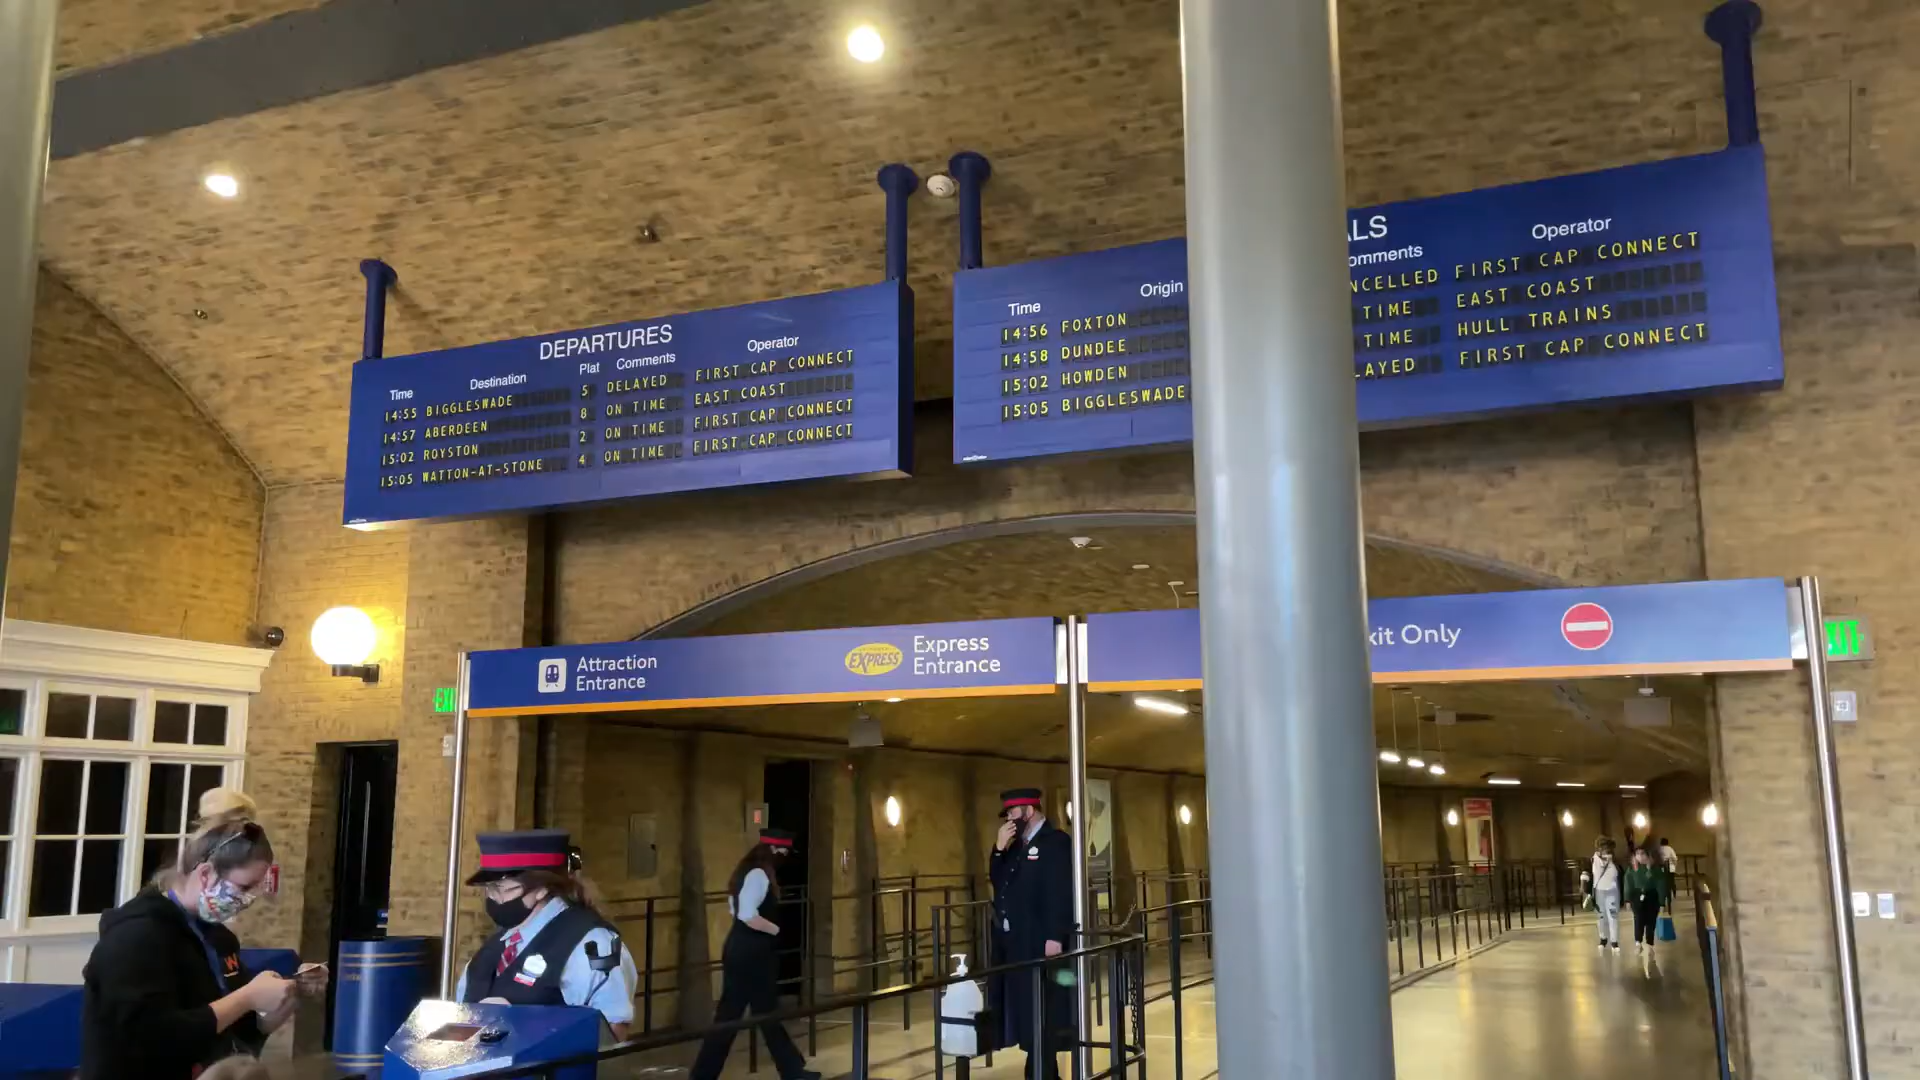 DEPARTURES
Time Destination Plat Comments Operator
14:55 BIGGLESWADE 5 DELAYED FIRST CAP CONNECT
14:57 ABERDEEN 8 ON TIME EAST COAST
15:02 ROYSTON 2 ON TIME FIRST CAP CONNECT
15:05 WATTON-AT-STONE 4 ON TIME FIRST CAP CONNECT
ALS
Time Origin omments Operator
14:56 FOXTON NCELLED FIRST CAP CONNECT
14:58 DUNDEE TIME EAST COAST
15:02 HOWDEN TIME HULL TRAINS
15:05 BIGGLESWADE LAYED FIRST CAP CONNECT
Attraction
Entrance
EXPRESS
Express
Entrance
xit Only
EXIT
EXIT